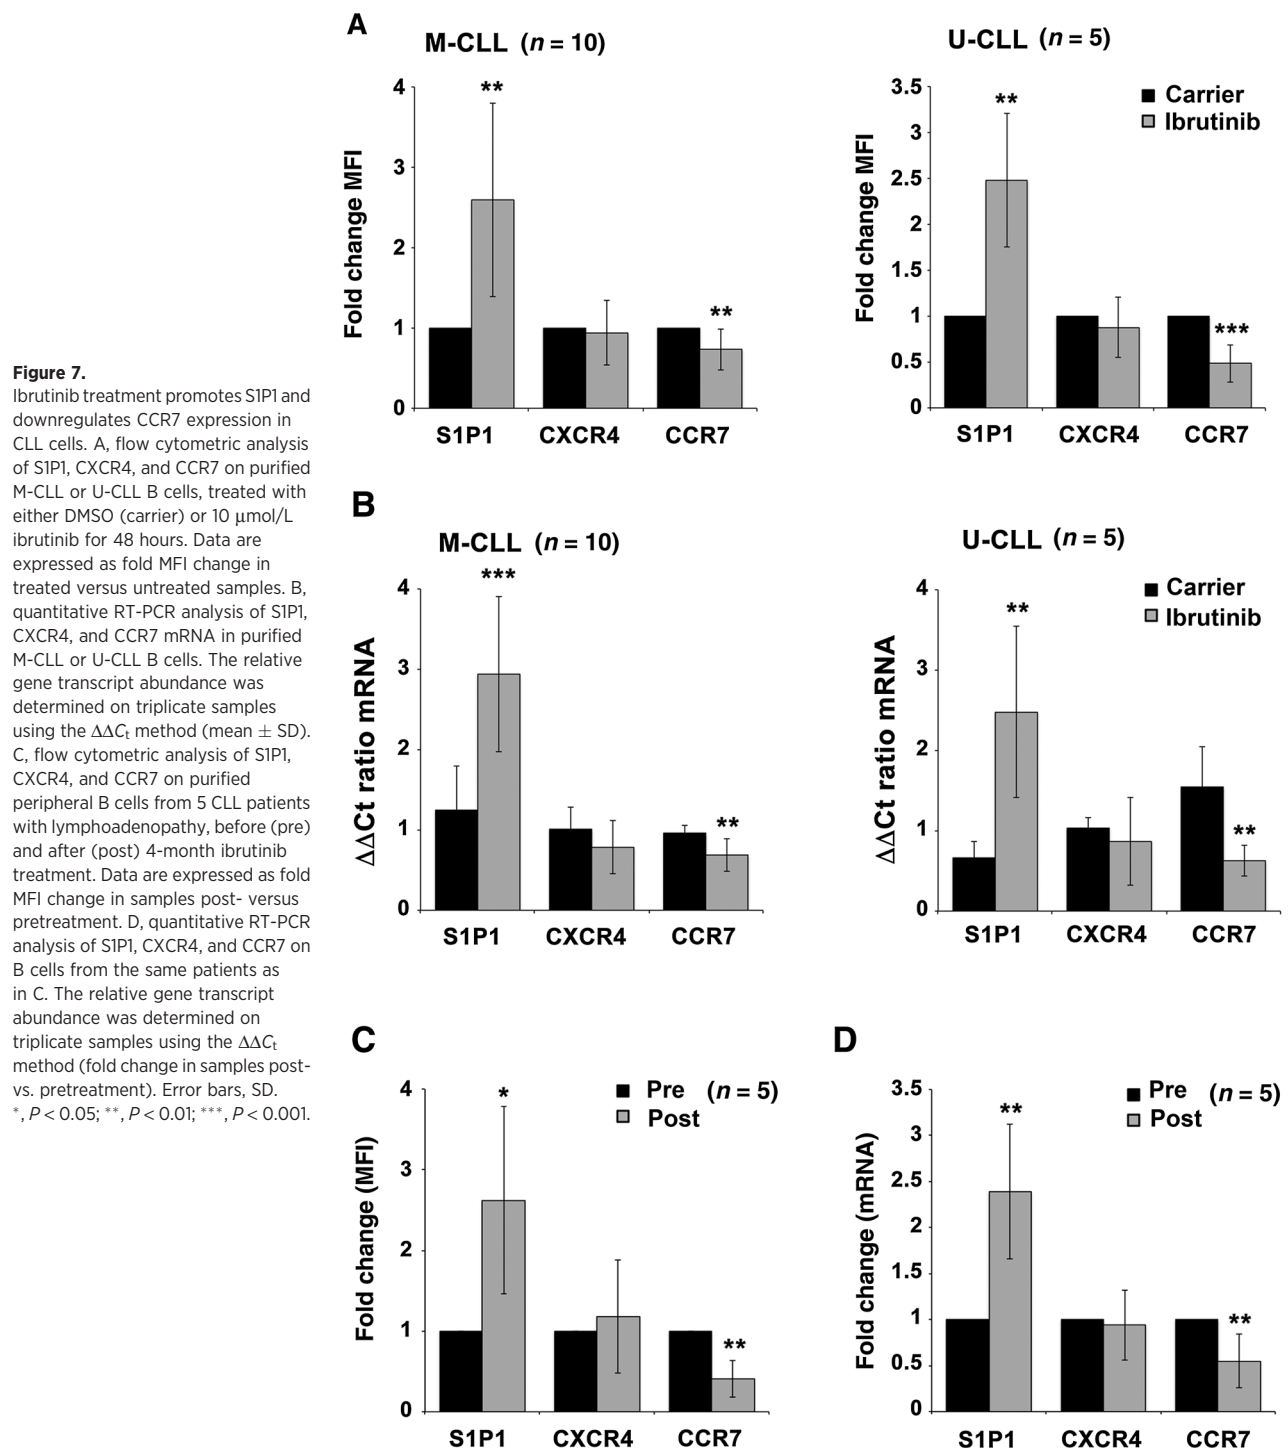 Figure 7.
Ibrutinib treatment promotes S1P1 and
downregulates CCR7 expression in
CLL cells. A, flow cytometric analysis
of S1P1, CXCR4, and CCR7 on purified
M-CLL or U-CLL B cells, treated with
either DMSO (carrier) or 10 μmol/L
ibrutinib for 48 hours. Data are
expressed as fold MFI change in
treated versus untreated samples. B,
quantitative RT-PCR analysis of S1P1,
CXCR4, and CCR7 mRNA in purified
M-CLL or U-CLL B cells. The relative
gene transcript abundance was
determined on triplicate samples
using the ΔΔCt method (mean ± SD).
C, flow cytometric analysis of S1P1,
CXCR4, and CCR7 on purified
peripheral B cells from 5 CLL patients
with lymphoadenopathy, before (pre)
and after (post) 4-month ibrutinib
treatment. Data are expressed as fold
MFI change in samples post- versus
pretreatment. D, quantitative RT-PCR
analysis of S1P1, CXCR4, and CCR7 on
B cells from the same patients as
in C. The relative gene transcript
abundance was determined on
triplicate samples using the ΔΔCt
method (fold change in samples post-
vs. pretreatment). Error bars, SD.
*, P < 0.05; **, P < 0.01; ***, P < 0.001.
A
M-CLL (n = 10)
Fold change MFI
4
3
2
1
0
**
**
S1P1 CXCR4 CCR7
U-CLL (n = 5)
Carrier
Ibrutinib
Fold change MFI
3.5
3
2.5
2
1.5
1
0.5
0
**
***
S1P1 CXCR4 CCR7
B
M-CLL (n = 10)
ΔΔCt ratio mRNA
4
3
2
1
0
***
**
S1P1 CXCR4 CCR7
U-CLL (n = 5)
Carrier
Ibrutinib
ΔΔCt ratio mRNA
4
3
2
1
0
**
**
S1P1 CXCR4 CCR7
C
Pre (n = 5)
Post
Fold change (MFI)
4
3
2
1
0
*
**
S1P1 CXCR4 CCR7
D
Pre (n = 5)
Post
Fold change (mRNA)
3.5
3
2.5
2
1.5
1
0.5
0
**
**
S1P1 CXCR4 CCR7